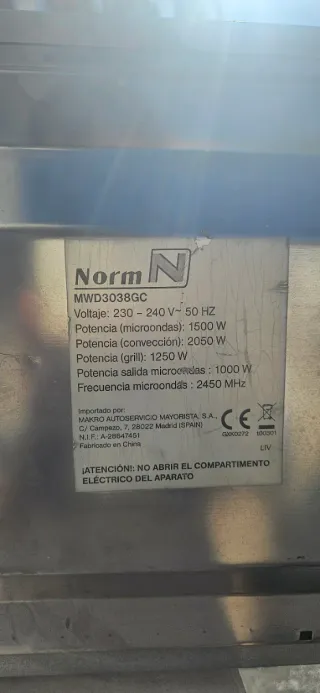 Norm N
MWD3038GC
Voltaje: 230 - 240 V~ 50 HZ
Potencia (microondas): 1500 W
Potencia (convección): 2050 W
Potencia (grill): 1250 W
Potencia salida microondas : 1000 W
Frecuencia microondas : 2450 MHz
Importado por:
MAKRO AUTOSERVICIO MAYORISTA, S.A.,
C/ Campezo, 7, 28022 Madrid (SPAIN)
N.I.F.: A-28647451
Fabricado en China
CE
LIV
¡ATENCIÓN!: NO ABRIR EL COMPARTIMENTO
ELÉCTRICO DEL APARATO